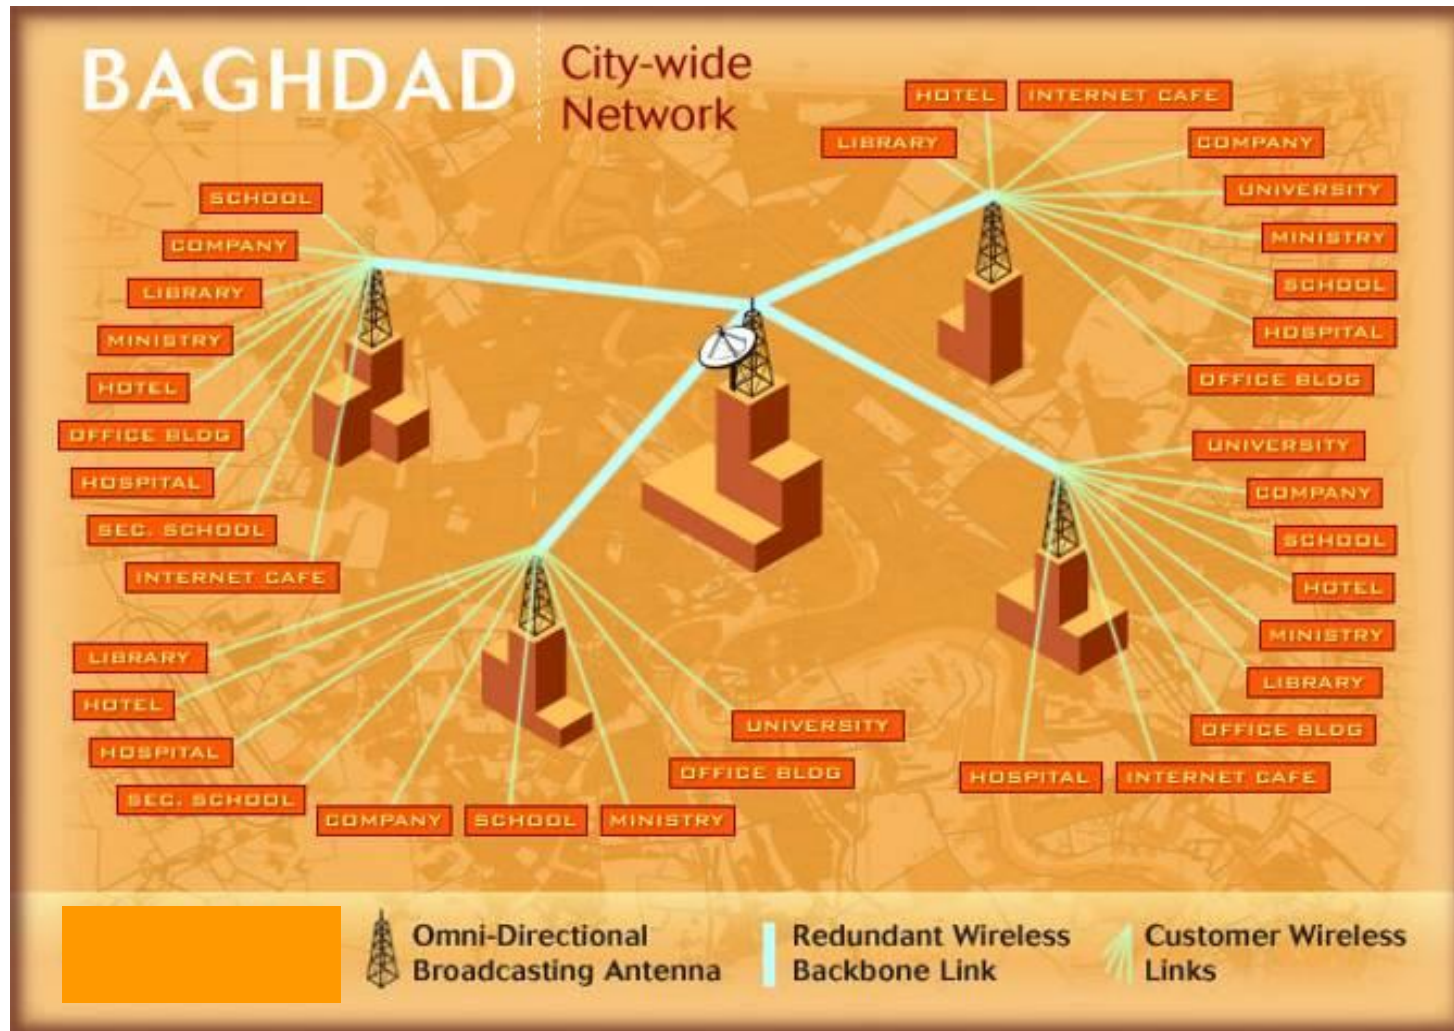 BAGHDAD
City-wide
Network
HOTEL
INTERNET CAFE
LIBRARY
COMPANY
UNIVERSITY
MINISTRY
SCHOOL
HOSPITAL
OFFICE BLDG
SCHOOL
COMPANY
LIBRARY
MINISTRY
HOTEL
OFFICE BLDG
HOSPITAL
SEC. SCHOOL
INTERNET CAFE
UNIVERSITY
COMPANY
SCHOOL
HOTEL
MINISTRY
LIBRARY
OFFICE BLDG
HOSPITAL
INTERNET CAFE
LIBRARY
HOTEL
HOSPITAL
SEC. SCHOOL
COMPANY
SCHOOL
MINISTRY
OFFICE BLDG
UNIVERSITY
Omni-Directional
Broadcasting Antenna
Redundant Wireless
Backbone Link
Customer Wireless
Links